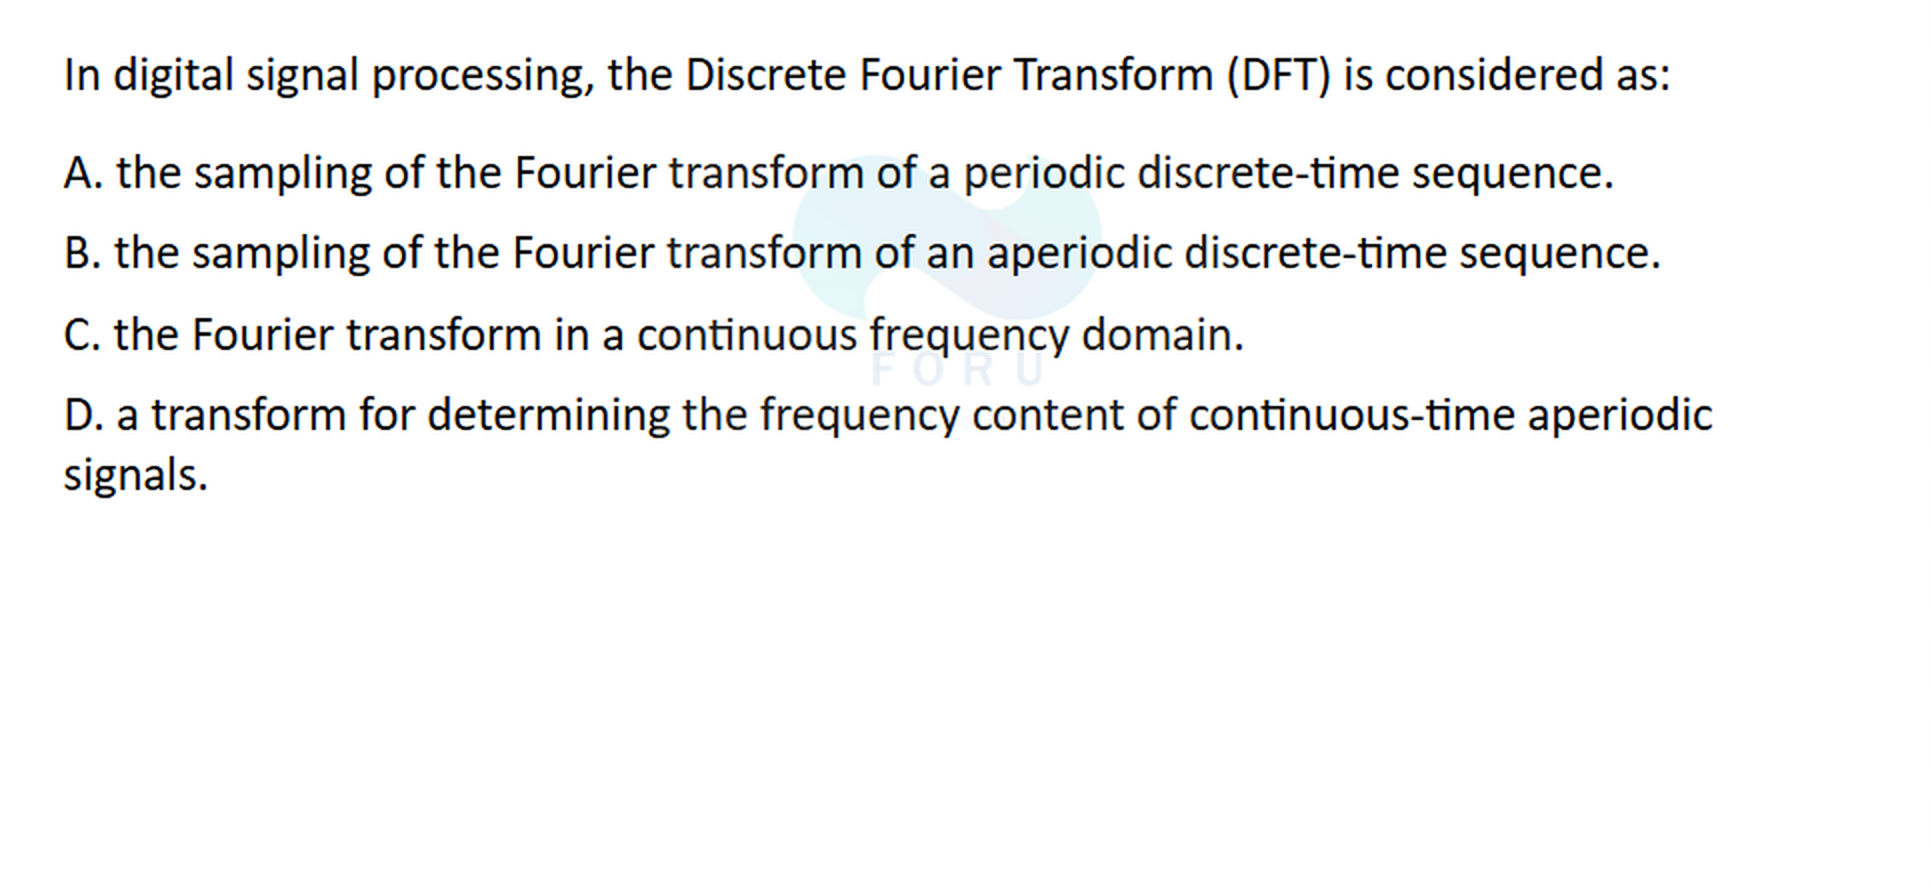 In digital signal processing, the Discrete Fourier Transform (DFT) is considered as:
A. the sampling of the Fourier transform of a periodic discrete-time sequence.
B. the sampling of the Fourier transform of an aperiodic discrete-time sequence.
C. the Fourier transform in a continuous frequency domain.
FORU
D. a transform for determining the frequency content of continuous-time aperiodic
signals.